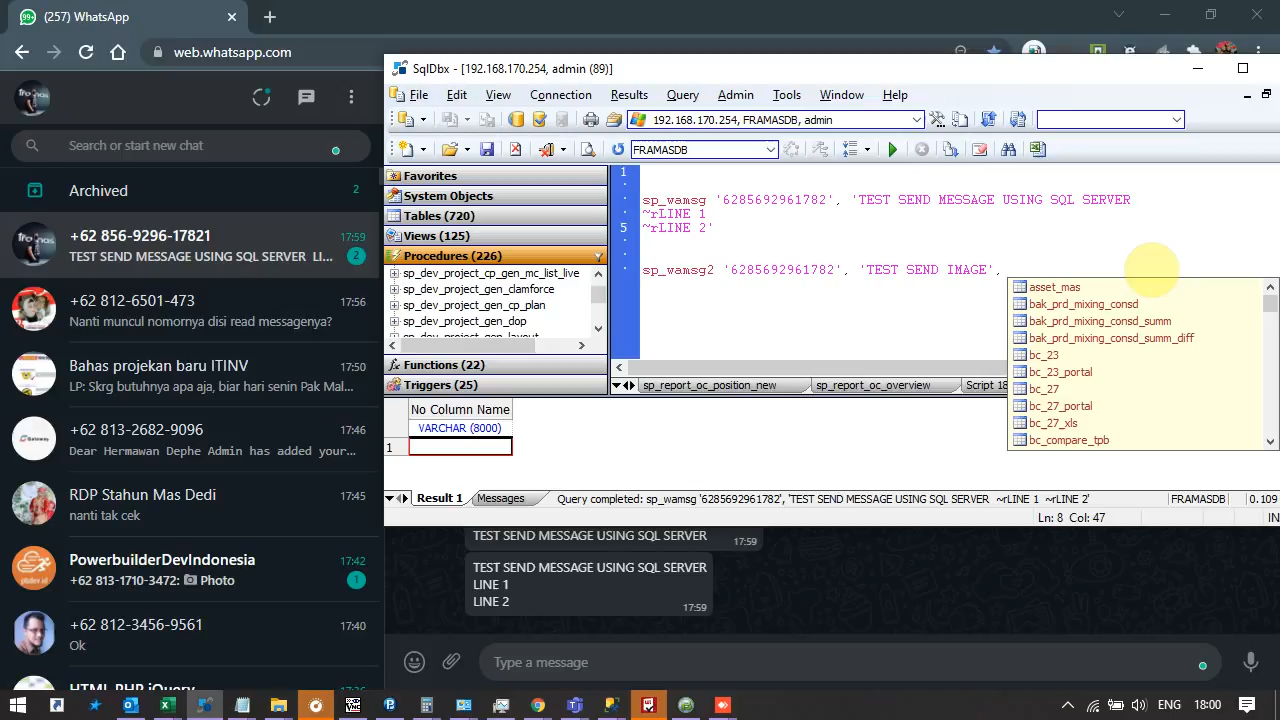 (257) WhatsApp
web.whatsapp.com
Search or start new chat
Archived
2
+62 856-9296-17821
17:59
TEST SEND MESSAGE USING SQL SERVER LI...
2
+62 812-6501-473
17:56
Nanti muncul nomornya disi read messagenya?
Bahas projekan baru ITINV
17:50
LP: Skrg butuhnya apa aja, biar hari senin Pak Mal...
+62 813-2682-9096
17:46
Dear Hermawan Dephe Admin has added your...
RDP Stahun Mas Dedi
17:45
nanti tak cek
PowerbuilderDevIndonesia
17:42
+62 813-1710-3472: Photo
1
+62 812-3456-9561
17:40
Ok
HTML PHP jQuery
17:36
SqlDbx - [192.168.170.254, admin (89)]
File Edit View Connection Results Query Admin Tools Window Help
192.168.170.254, FRAMASDB, admin
FRAMASDB
Favorites
System Objects
Tables (720)
Views (125)
Procedures (226)
sp_dev_project_cp_gen_mc_list_live
sp_dev_project_gen_clamforce
sp_dev_project_gen_cp_plan
sp_dev_project_gen_dop
sp_dev_project_gen_layout
Functions (22)
Triggers (25)
1
sp_wamsg '6285692961782', 'TEST SEND MESSAGE USING SQL SERVER
~rLINE 1
5
~rLINE 2'
sp_wamsg2 '6285692961782', 'TEST SEND IMAGE',
asset_mas
bak_prd_mixing_consd
bak_prd_mixing_consd_summ
bak_prd_mixing_consd_summ_diff
bc_23
bc_23_portal
bc_27
bc_27_portal
bc_27_xls
bc_compare_tpb
sp_report_oc_position_new sp_report_oc_overview Script 18
No Column Name
VARCHAR (8000)
1
Result 1 Messages Query completed: sp_wamsg '6285692961782', 'TEST SEND MESSAGE USING SQL SERVER ~rLINE 1 ~rLINE 2' FRAMASDB 0.109
Ln: 8 Col: 47
IN
TEST SEND MESSAGE USING SQL SERVER
17:59
TEST SEND MESSAGE USING SQL SERVER
LINE 1
LINE 2
17:59
Type a message
ENG 18:00